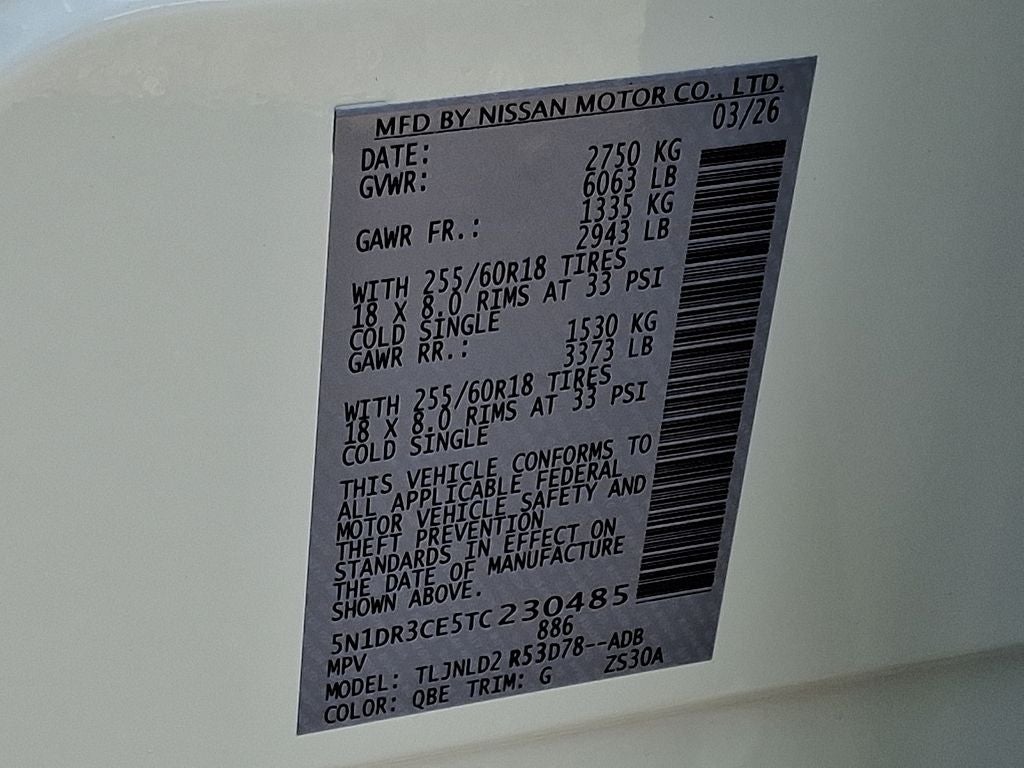 MFD BY NISSAN MOTOR CO., LTD.
DATE: 03/26
GVWR: 2750 KG
6063 LB
GAWR FR.: 1335 KG
2943 LB
WITH 255/60R18 TIRES
18 X 8.0 RIMS AT 33 PSI
COLD SINGLE
GAWR RR.: 1530 KG
3373 LB
WITH 255/60R18 TIRES
18 X 8.0 RIMS AT 33 PSI
COLD SINGLE
THIS VEHICLE CONFORMS TO
ALL APPLICABLE FEDERAL
MOTOR VEHICLE SAFETY AND
THEFT PREVENTION
STANDARDS IN EFFECT ON
THE DATE OF MANUFACTURE
SHOWN ABOVE.
5N1DR3CE5TC230485
MPV 886
MODEL: TLJNLD2 R53D78--ADB
COLOR: QBE TRIM: G ZS30A